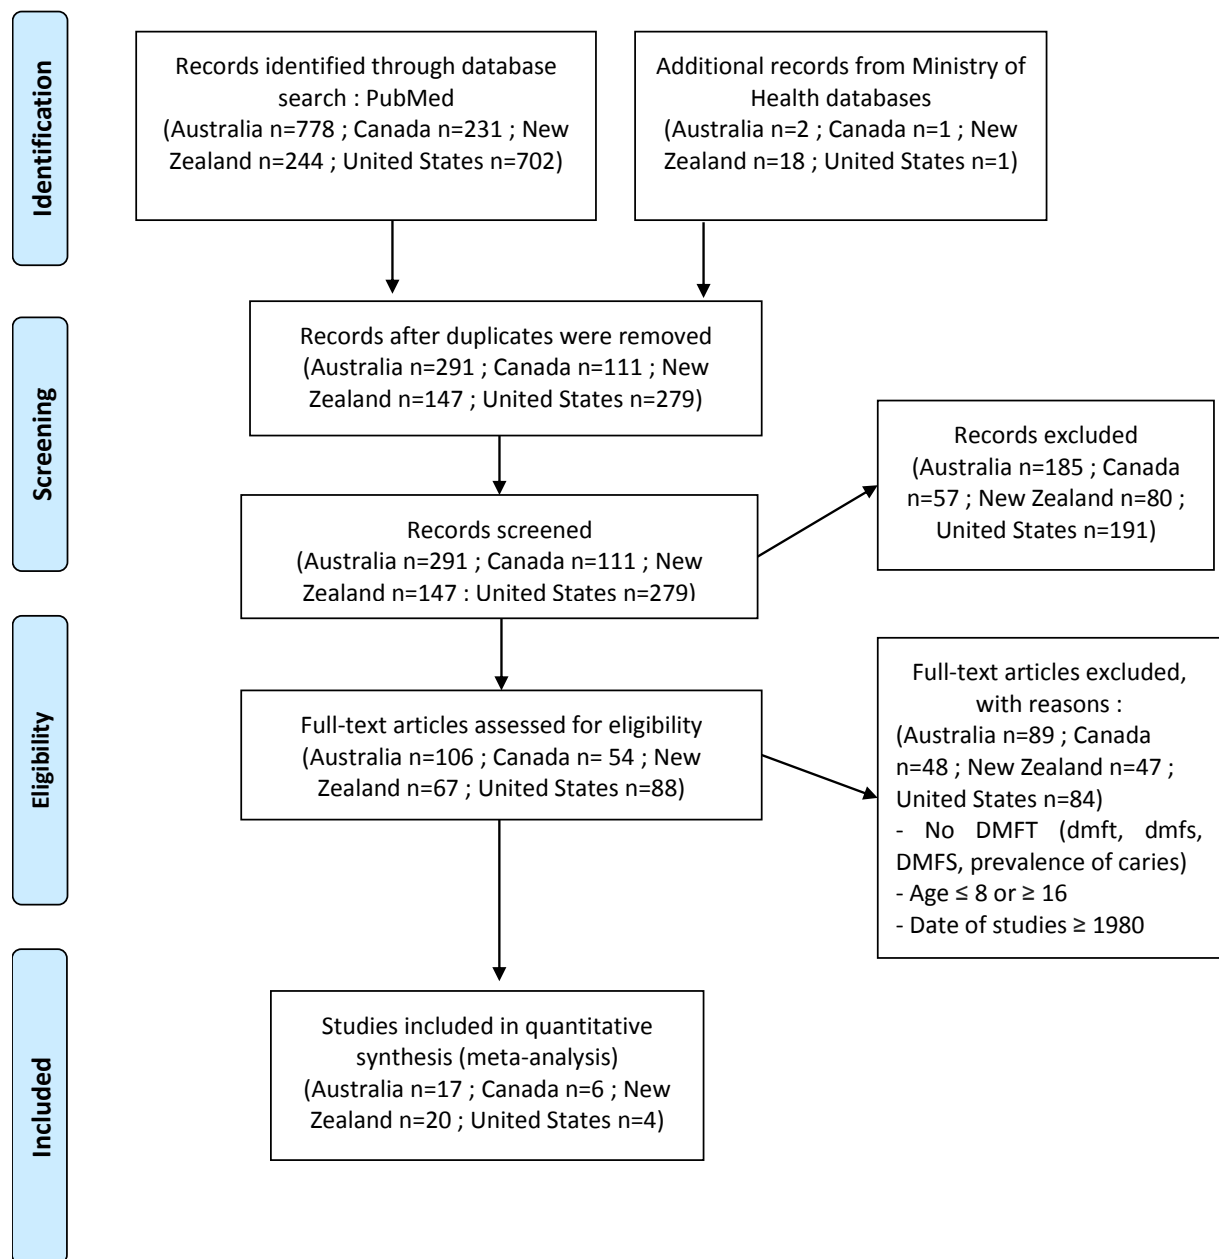 Identification
Records identified through database
search : PubMed
(Australia n=778 ; Canada n=231 ; New
Zealand n=244 ; United States n=702)
Additional records from Ministry of
Health databases
(Australia n=2 ; Canada n=1 ; New
Zealand n=18 ; United States n=1)
Screening
Records after duplicates were removed
(Australia n=291 ; Canada n=111 ; New
Zealand n=147 ; United States n=279)
Records screened
(Australia n=291 ; Canada n=111 ; New
Zealand n=147 ; United States n=279)
Records excluded
(Australia n=185 ; Canada
n=57 ; New Zealand n=80 ;
United States n=191)
Eligibility
Full-text articles assessed for eligibility
(Australia n=106 ; Canada n= 54 ; New
Zealand n=67 ; United States n=88)
Full-text articles excluded,
with reasons :
(Australia n=89 ; Canada
n=48 ; New Zealand n=47 ;
United States n=84)
- No DMFT (dmft, dmfs,
DMFS, prevalence of caries)
- Age ≤ 8 or ≥ 16
- Date of studies ≥ 1980
Included
Studies included in quantitative
synthesis (meta-analysis)
(Australia n=17 ; Canada n=6 ; New
Zealand n=20 ; United States n=4)